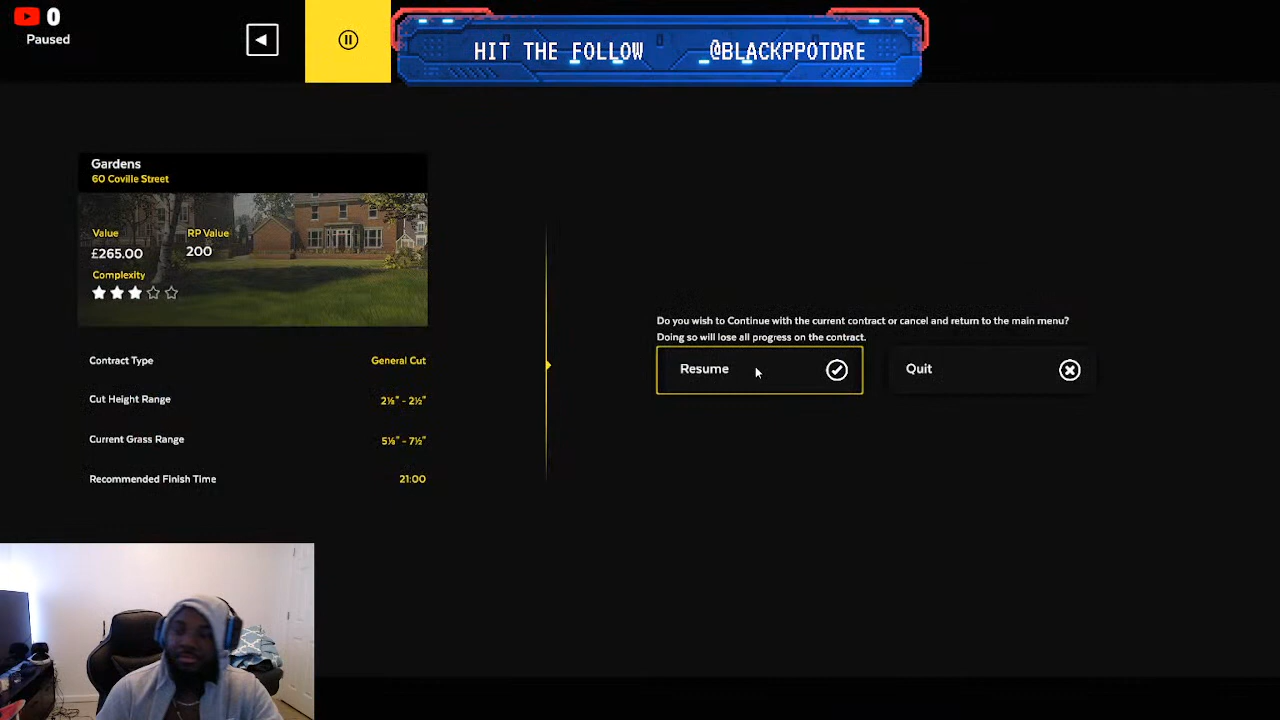 0
Paused
HIT THE FOLLOW @BLACKPPOTDRE
Gardens
60 Coville Street
Value RP Value
£265.00 200
Complexity
Contract Type General Cut
Cut Height Range 2⅛" - 2½"
Current Grass Range 5⅛" - 7½"
Recommended Finish Time 21:00
Do you wish to Continue with the current contract or cancel and return to the main menu?
Doing so will lose all progress on the contract.
Resume Quit